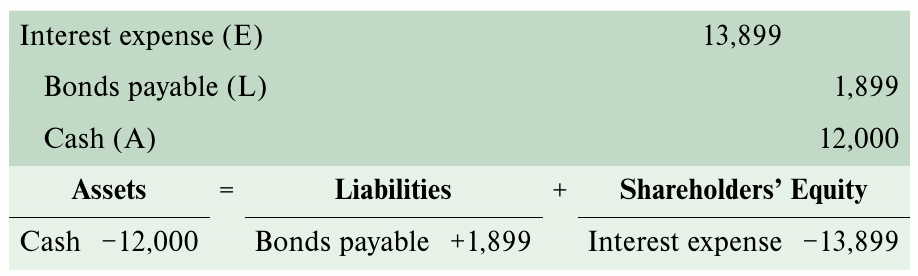 Interest expense (E) 13,899
Bonds payable (L) 1,899
Cash (A) 12,000
Assets = Liabilities + Shareholders’ Equity
Cash −12,000 Bonds payable +1,899 Interest expense −13,899